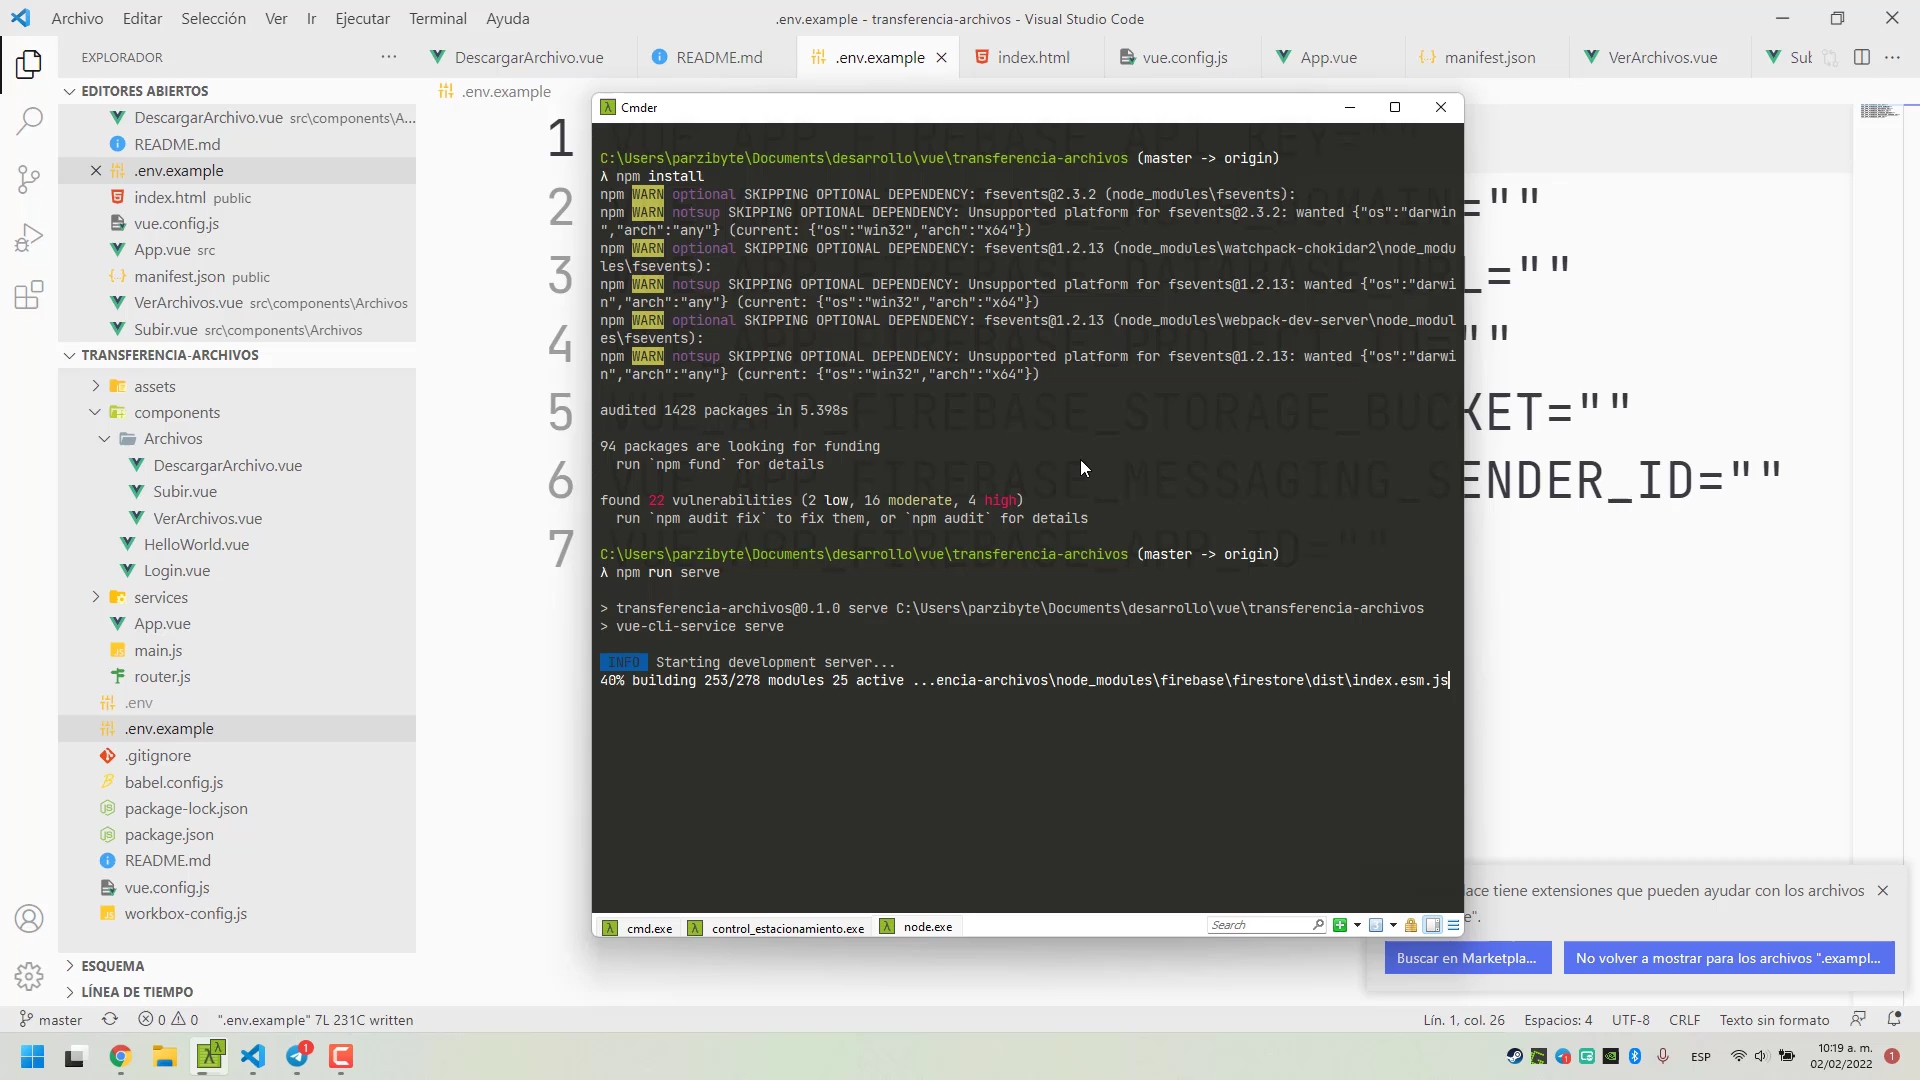 Archivo Editar Selección Ver Ir Ejecutar Terminal Ayuda
.env.example - transferencia-archivos - Visual Studio Code
EXPLORADOR
DescargarArchivo.vue README.md .env.example index.html vue.config.js App.vue manifest.json VerArchivos.vue Sub
EDITORES ABIERTOS
DescargarArchivo.vue src\components\A...
README.md
.env.example
index.html public
vue.config.js
App.vue src
manifest.json public
VerArchivos.vue src\components\Archivos
Subir.vue src\components\Archivos
TRANSFERENCIA-ARCHIVOS
assets
components
Archivos
DescargarArchivo.vue
Subir.vue
VerArchivos.vue
HelloWorld.vue
Login.vue
services
App.vue
main.js
router.js
.env
.env.example
.gitignore
babel.config.js
package-lock.json
package.json
README.md
vue.config.js
workbox-config.js
ESQUEMA
LÍNEA DE TIEMPO
.env.example
1
2 =""
3 L=""
4 =""
5 VUE_APP_FIREBASE_STORAGE_BUCKET=""
6 VUE_APP_FIREBASE_MESSAGING_SENDER_ID=""
7 VUE_APP_FIREBASE_APP_ID=""
Cmder
C:\Users\parzibyte\Documents\desarrollo\vue\transferencia-archivos (master -> origin)
λ npm install
npm WARN optional SKIPPING OPTIONAL DEPENDENCY: fsevents@2.3.2 (node_modules\fsevents):
npm WARN notsup SKIPPING OPTIONAL DEPENDENCY: Unsupported platform for fsevents@2.3.2: wanted {"os":"darwin
","arch":"any"} (current: {"os":"win32","arch":"x64"})
npm WARN optional SKIPPING OPTIONAL DEPENDENCY: fsevents@1.2.13 (node_modules\watchpack-chokidar2\node_modu
les\fsevents):
npm WARN notsup SKIPPING OPTIONAL DEPENDENCY: Unsupported platform for fsevents@1.2.13: wanted {"os":"darwi
n","arch":"any"} (current: {"os":"win32","arch":"x64"})
npm WARN optional SKIPPING OPTIONAL DEPENDENCY: fsevents@1.2.13 (node_modules\webpack-dev-server\node_modul
es\fsevents):
npm WARN notsup SKIPPING OPTIONAL DEPENDENCY: Unsupported platform for fsevents@1.2.13: wanted {"os":"darwi
n","arch":"any"} (current: {"os":"win32","arch":"x64"})
audited 1428 packages in 5.398s
94 packages are looking for funding
run `npm fund` for details
found 22 vulnerabilities (2 low, 16 moderate, 4 high)
run `npm audit fix` to fix them, or `npm audit` for details
C:\Users\parzibyte\Documents\desarrollo\vue\transferencia-archivos (master -> origin)
λ npm run serve
> transferencia-archivos@0.1.0 serve C:\Users\parzibyte\Documents\desarrollo\vue\transferencia-archivos
> vue-cli-service serve
INFO Starting development server...
40% building 253/278 modules 25 active ...encia-archivos\node_modules\firebase\firestore\dist\index.esm.js
cmd.exe control_estacionamiento.exe node.exe Search
ace tiene extensiones que pueden ayudar con los archivos
e".
Buscar en Marketpla... No volver a mostrar para los archivos ".exampl...
master 0 0 ".env.example" 7L 231C written
Lín. 1, col. 26 Espacios: 4 UTF-8 CRLF Texto sin formato
1 ESP 10:19 a. m. 1
02/02/2022